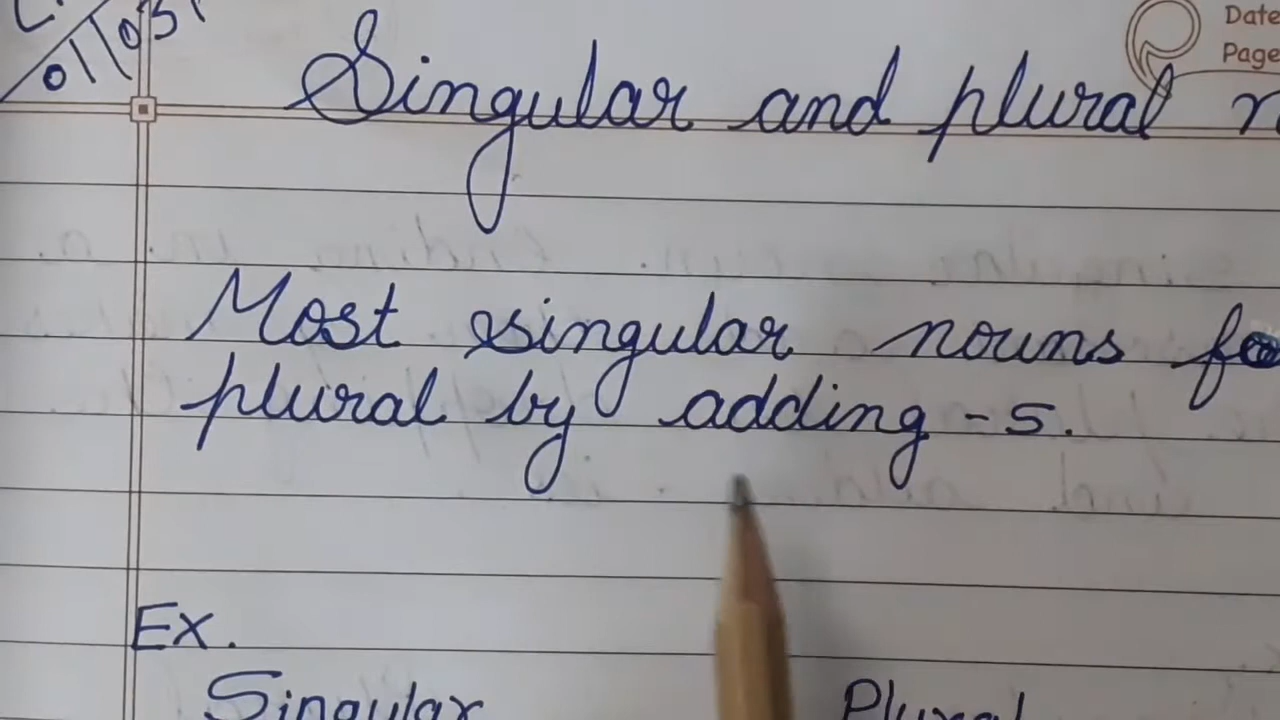 Date
Page
Singular and plural
Most singular nouns
plural by adding -s.
Ex.
Singular Plural